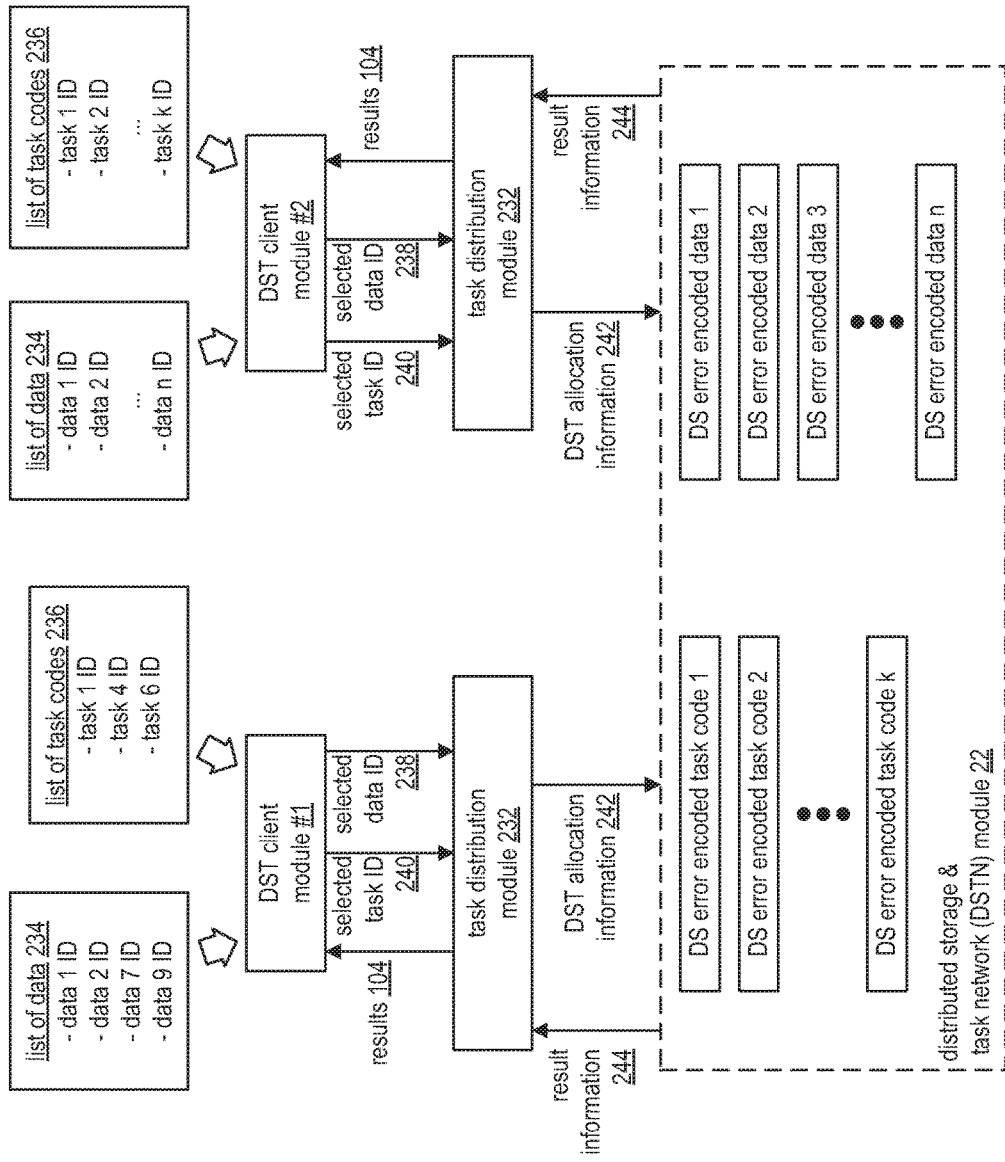 list of data 234
- data 1 ID
- data 2 ID
- data 7 ID
- data 9 ID
list of task codes 236
- task 1 ID
- task 4 ID
- task 6 ID
DST client
module #1
results 104
selected
task ID
240
selected
data ID
238
task distribution
module 232
result
information
244
DST allocation
information 242
list of data 234
- data 1 ID
- data 2 ID
...
- data n ID
list of task codes 236
- task 1 ID
- task 2 ID
...
- task k ID
DST client
module #2
selected
task ID
240
selected
data ID
238
results 104
task distribution
module 232
DST allocation
information 242
result
information
244
DS error encoded task code 1
DS error encoded task code 2
DS error encoded task code k
DS error encoded data 1
DS error encoded data 2
DS error encoded data 3
DS error encoded data n
distributed storage &
task network (DSTN) module 22